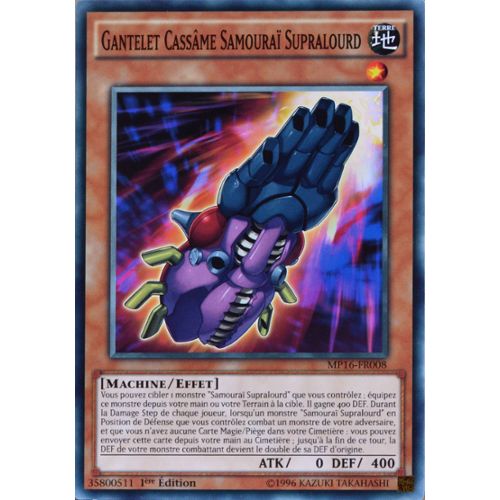 Gantelet Cassâme Samouraï Supralourd
TERRE
地
MP16-FR008
[Machine/Effet]
Vous pouvez cibler 1 monstre "Samouraï Supralourd" que vous contrôlez ; équipez
ce monstre depuis votre main ou votre Terrain à la cible. Il gagne 400 DEF. Durant
la Damage Step de chaque joueur, lorsqu'un monstre "Samouraï Supralourd" en
Position de Défense que vous contrôlez combat un monstre de votre adversaire,
et que vous n'avez aucune Carte Magie/Piège dans votre Cimetière : vous pouvez
envoyer cette carte depuis votre main au Cimetière ; jusqu'à la fin de ce tour, la
DEF de votre monstre combattant devient le double de sa DEF d'origine.
ATK/ 0 DEF/ 400
35800511 1ère Édition ©1996 KAZUKI TAKAHASHI